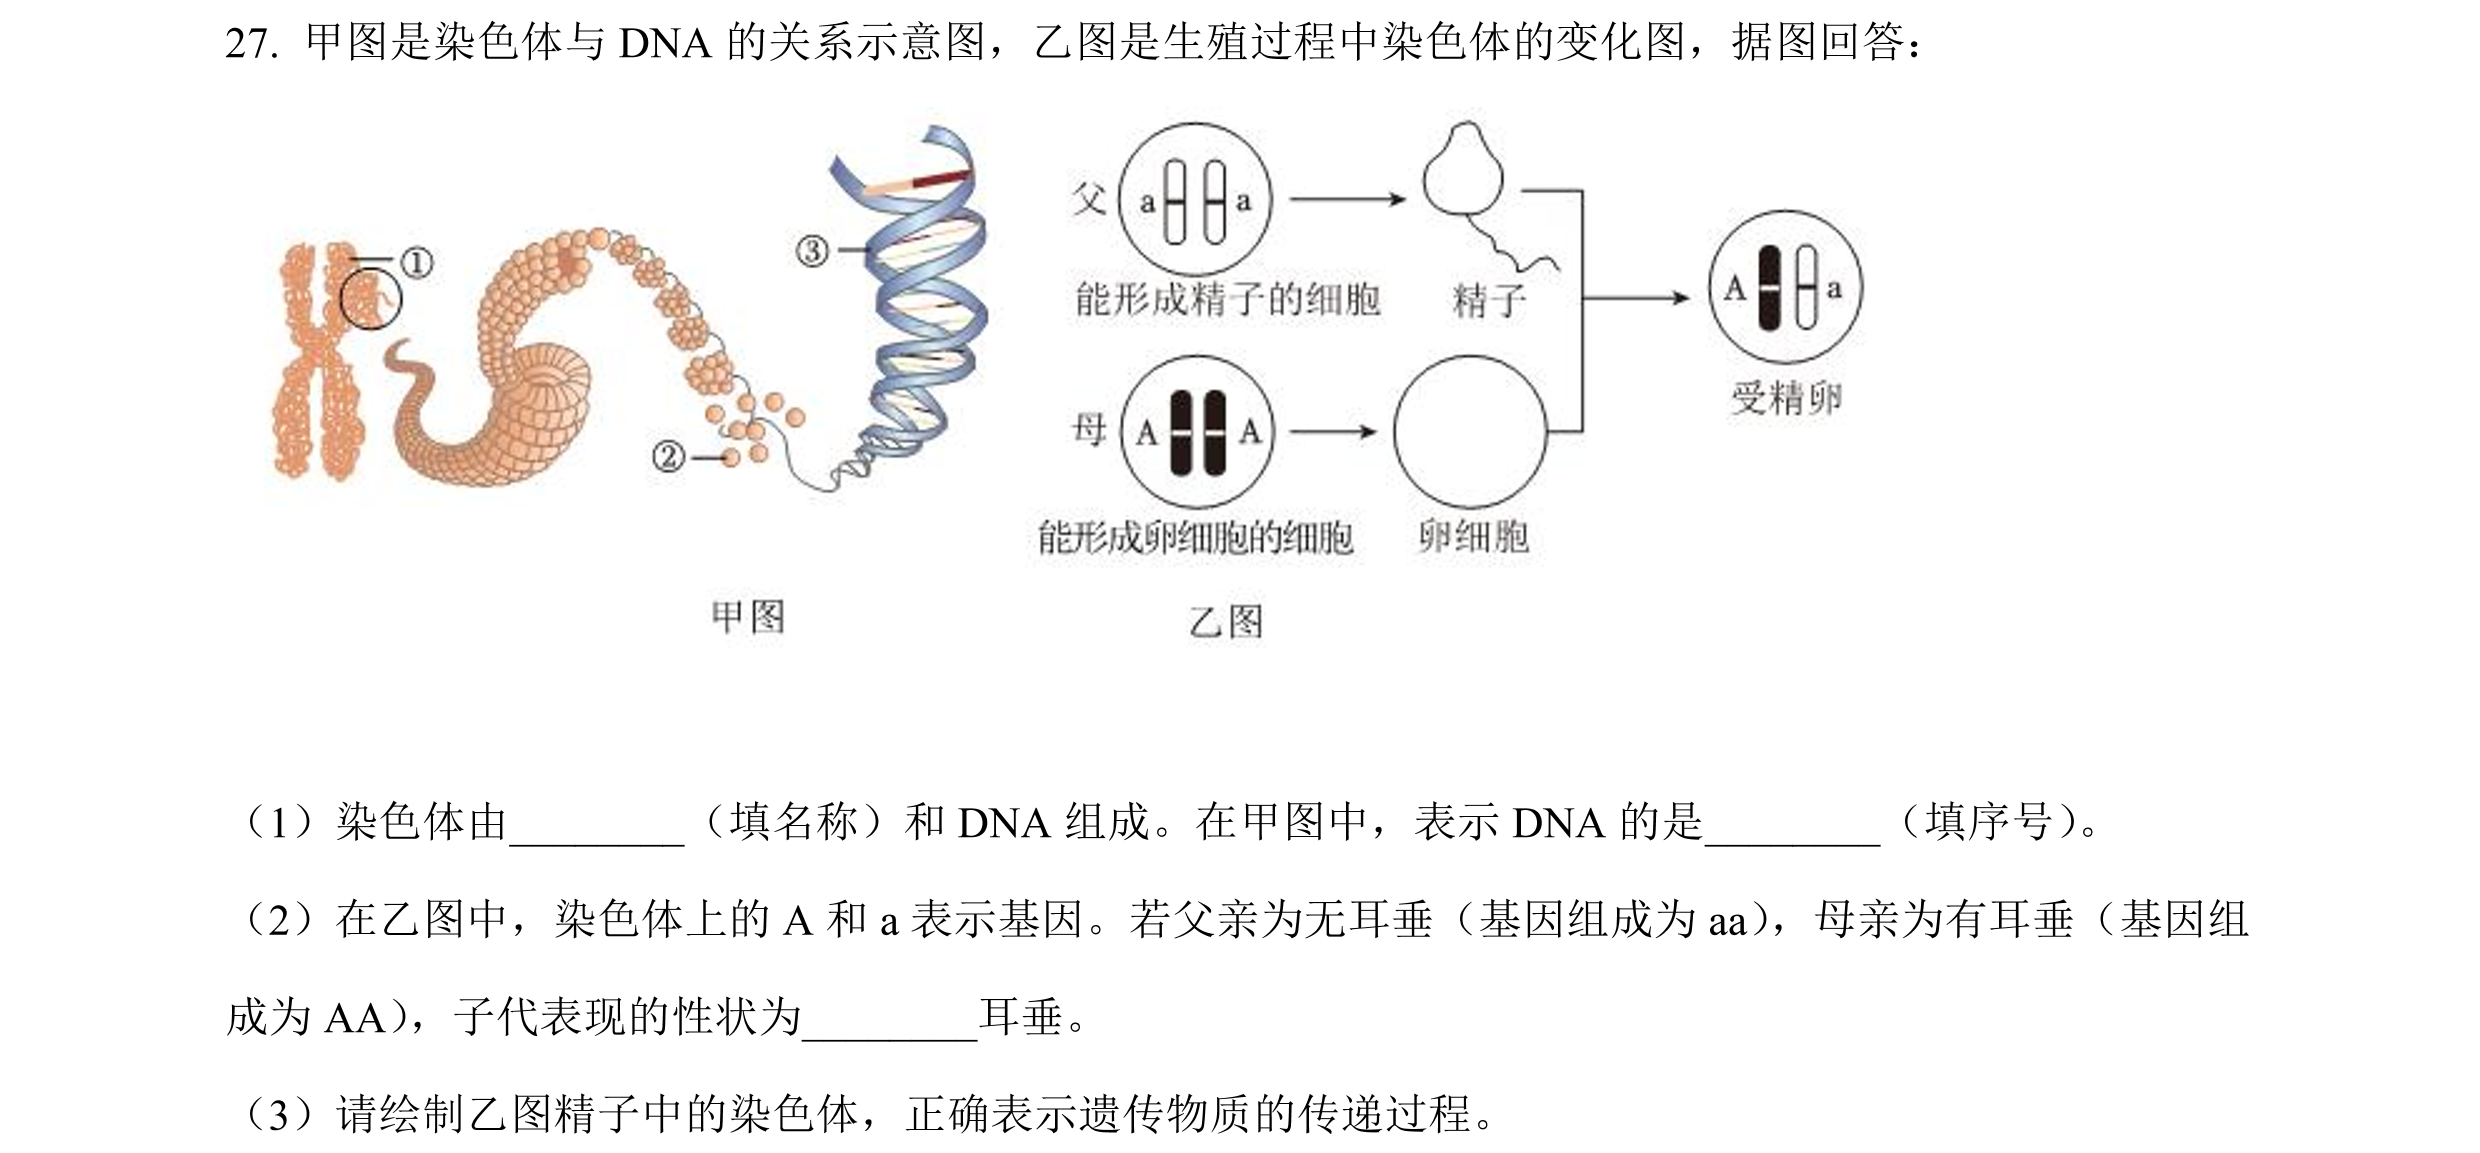 27. 甲图是染色体与 DNA 的关系示意图，乙图是生殖过程中染色体的变化图，据图回答：
①
②
③
甲图
父
a a
能形成精子的细胞
精子
母
A A
能形成卵细胞的细胞
卵细胞
A a
受精卵
乙图
（1）染色体由________（填名称）和 DNA 组成。在甲图中，表示 DNA 的是________（填序号）。
（2）在乙图中，染色体上的 A 和 a 表示基因。若父亲为无耳垂（基因组成为 aa），母亲为有耳垂（基因组
成为 AA），子代表现的性状为________耳垂。
（3）请绘制乙图精子中的染色体，正确表示遗传物质的传递过程。